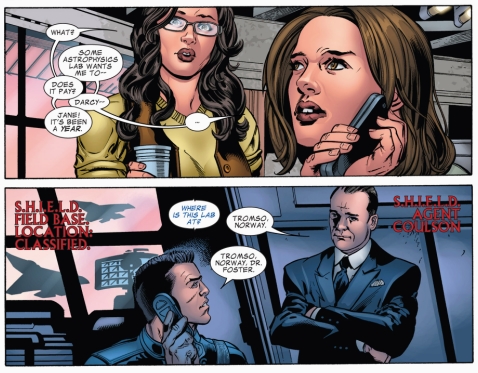 WHAT?
SOME
ASTROPHYSICS
LAB WANTS
ME TO--
DOES
IT PAY?
DARCY--
JANE!
IT'S BEEN
A YEAR.
...
S.H.I.E.L.D.
FIELD BASE.
LOCATION:
CLASSIFIED.
WHERE
IS THIS LAB
AT?
TROMSO.
NORWAY.
S.H.I.E.L.D.
AGENT
COULSON
TROMSO.
NORWAY, DR.
FOSTER.